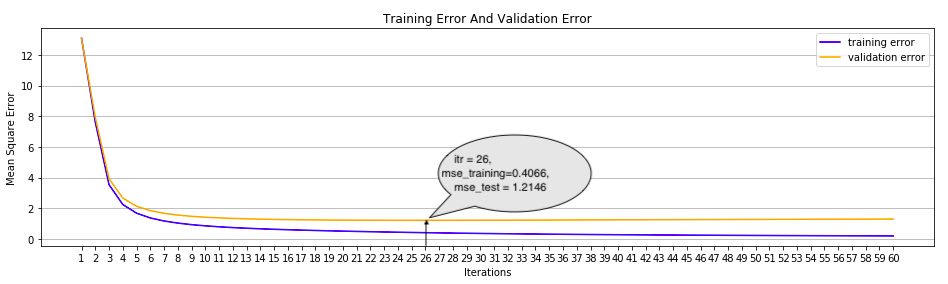 Training Error And Validation Error
Mean Square Error
12
10
8
6
4
2
0
training error
validation error
itr = 26,
mse_training=0.4066,
mse_test = 1.2146
1 2 3 4 5 6 7 8 9 10 11 12 13 14 15 16 17 18 19 20 21 22 23 24 25 26 27 28 29 30 31 32 33 34 35 36 37 38 39 40 41 42 43 44 45 46 47 48 49 50 51 52 53 54 55 56 57 58 59 60
Iterations